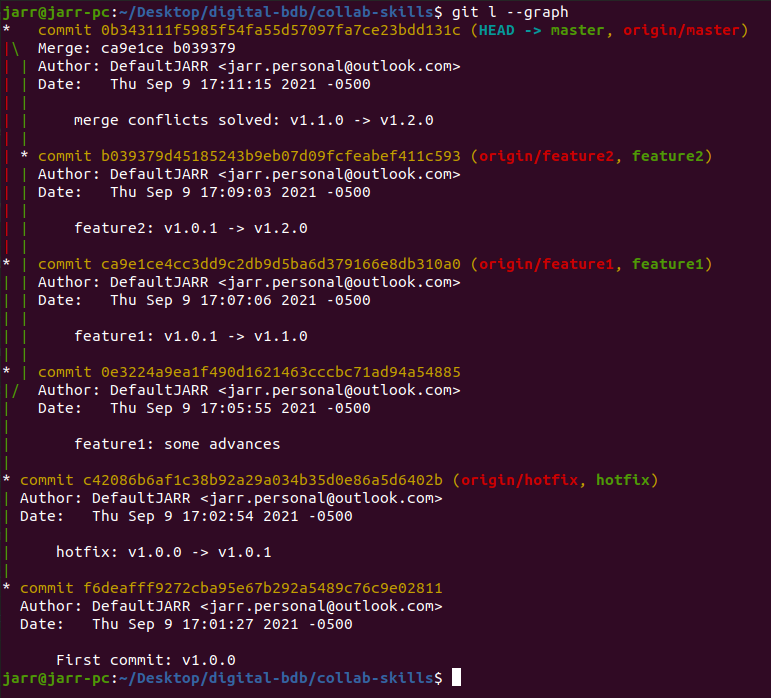 jarr@jarr-pc:~/Desktop/digital-bdb/collab-skills$ git l --graph
*   commit 0b343111f5985f54fa55d57097fa7ce23bdd131c (HEAD -> master, origin/master)
|\  Merge: ca9e1ce b039379
| | Author: DefaultJARR <jarr.personal@outlook.com>
| | Date:   Thu Sep 9 17:11:15 2021 -0500
| |
| |     merge conflicts solved: v1.1.0 -> v1.2.0
| |
| * commit b039379d45185243b9eb07d09fcfeabef411c593 (origin/feature2, feature2)
| | Author: DefaultJARR <jarr.personal@outlook.com>
| | Date:   Thu Sep 9 17:09:03 2021 -0500
| |
| |     feature2: v1.0.1 -> v1.2.0
| |
* | commit ca9e1ce4cc3dd9c2db9d5ba6d379166e8db310a0 (origin/feature1, feature1)
| | Author: DefaultJARR <jarr.personal@outlook.com>
| | Date:   Thu Sep 9 17:07:06 2021 -0500
| |
| |     feature1: v1.0.1 -> v1.1.0
| |
* | commit 0e3224a9ea1f490d1621463cccbc71ad94a54885
|/  Author: DefaultJARR <jarr.personal@outlook.com>
|   Date:   Thu Sep 9 17:05:55 2021 -0500
|
|       feature1: some advances
|
* commit c42086b6af1c38b92a29a034b35d0e86a5d6402b (origin/hotfix, hotfix)
| Author: DefaultJARR <jarr.personal@outlook.com>
| Date:   Thu Sep 9 17:02:54 2021 -0500
|
|     hotfix: v1.0.0 -> v1.0.1
|
* commit f6deafff9272cba95e67b292a5489c76c9e02811
  Author: DefaultJARR <jarr.personal@outlook.com>
  Date:   Thu Sep 9 17:01:27 2021 -0500

      First commit: v1.0.0
jarr@jarr-pc:~/Desktop/digital-bdb/collab-skills$